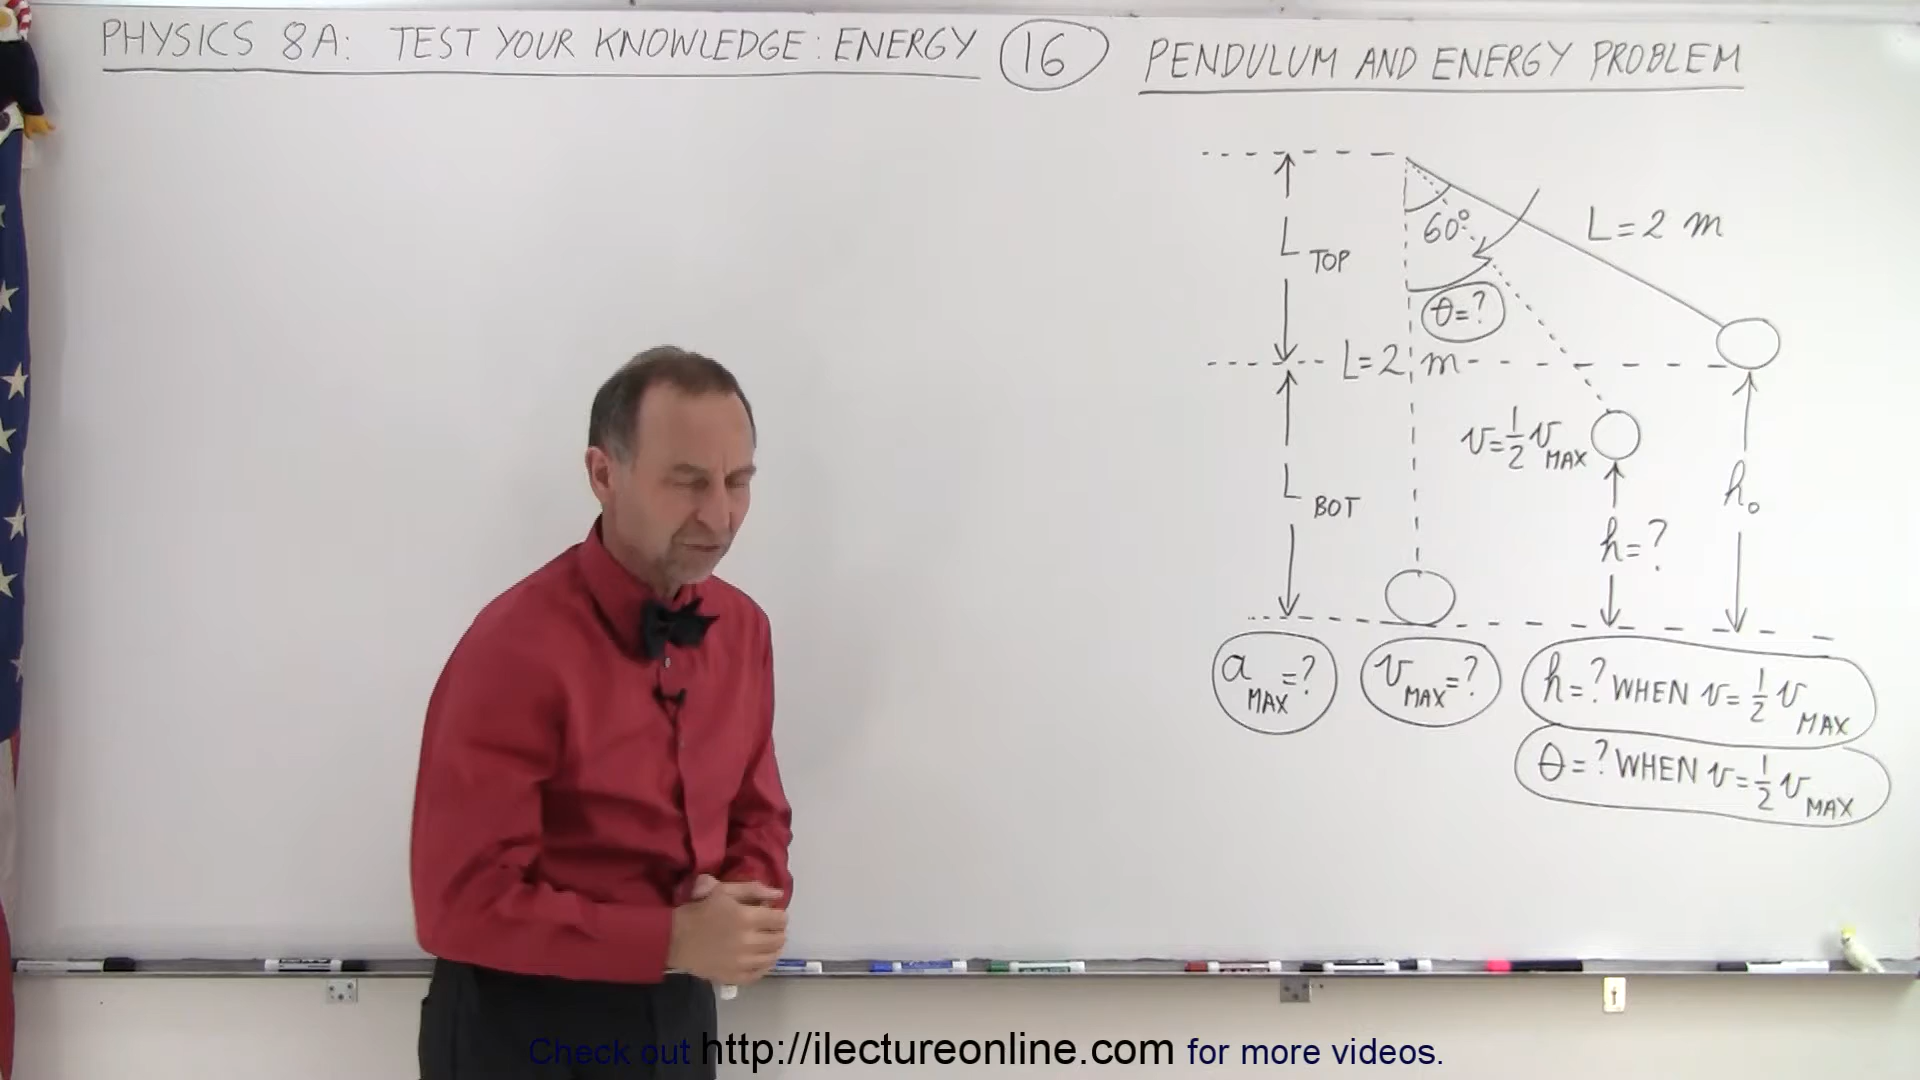 PHYSICS 8A: TEST YOUR KNOWLEDGE: ENERGY 16 PENDULUM AND ENERGY PROBLEM
60°
L = 2 m
L TOP
θ = ?
L = 2 m
v = 1/2 v MAX
L BOT
h₀
h = ?
a MAX = ?
v MAX = ?
h = ? WHEN v = 1/2 v MAX
θ = ? WHEN v = 1/2 v MAX
Check out http://ilectureonline.com for more videos.